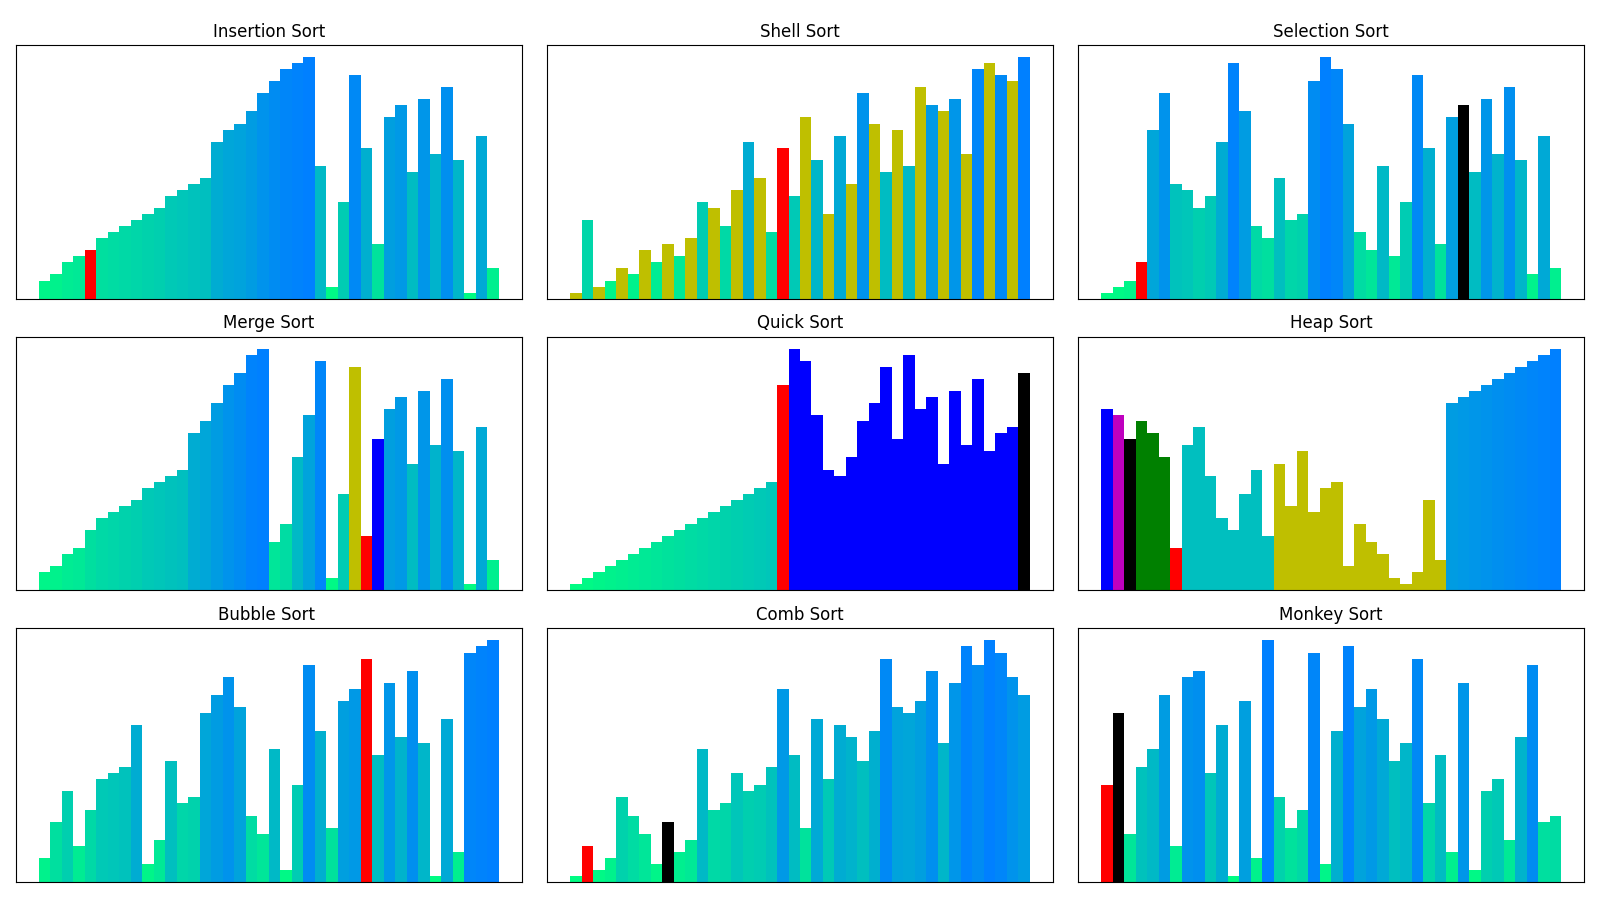 Insertion Sort
Shell Sort
Selection Sort
Merge Sort
Quick Sort
Heap Sort
Bubble Sort
Comb Sort
Monkey Sort